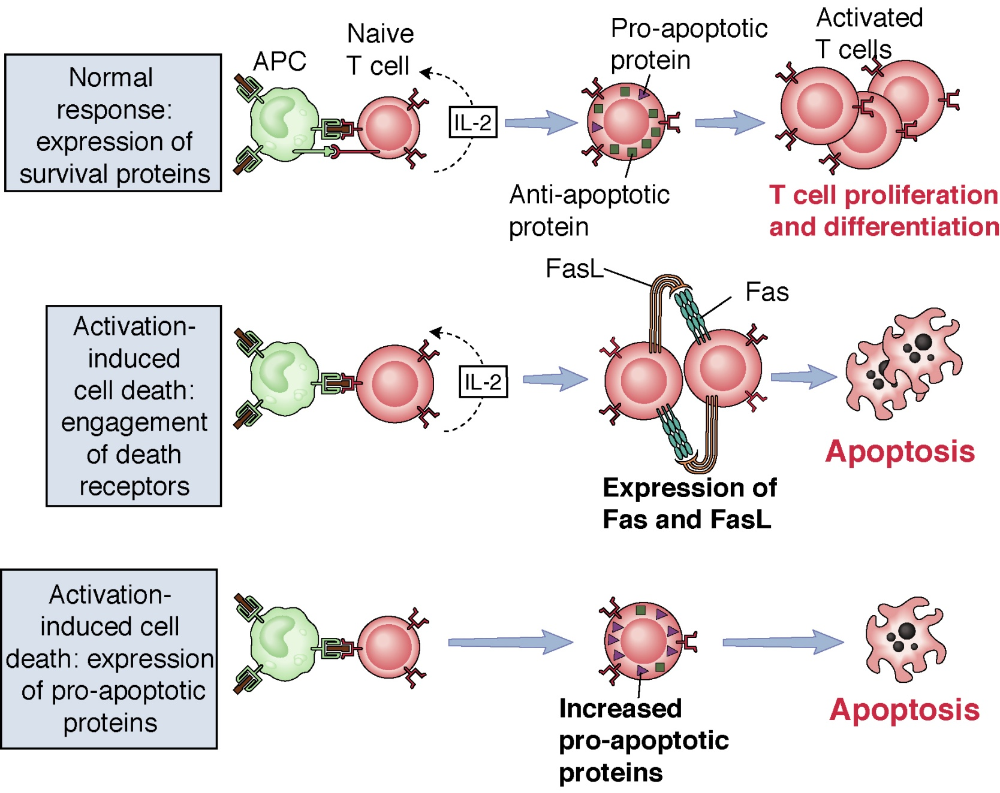 Normal
response:
expression of
survival proteins
APC
Naive
T cell
IL-2
Pro-apoptotic
protein
Anti-apoptotic
protein
Activated
T cells
T cell proliferation
and differentiation
Activation-
induced
cell death:
engagement
of death
receptors
IL-2
FasL
Fas
Expression of
Fas and FasL
Apoptosis
Activation-
induced cell
death: expression
of pro-apoptotic
proteins
Increased
pro-apoptotic
proteins
Apoptosis